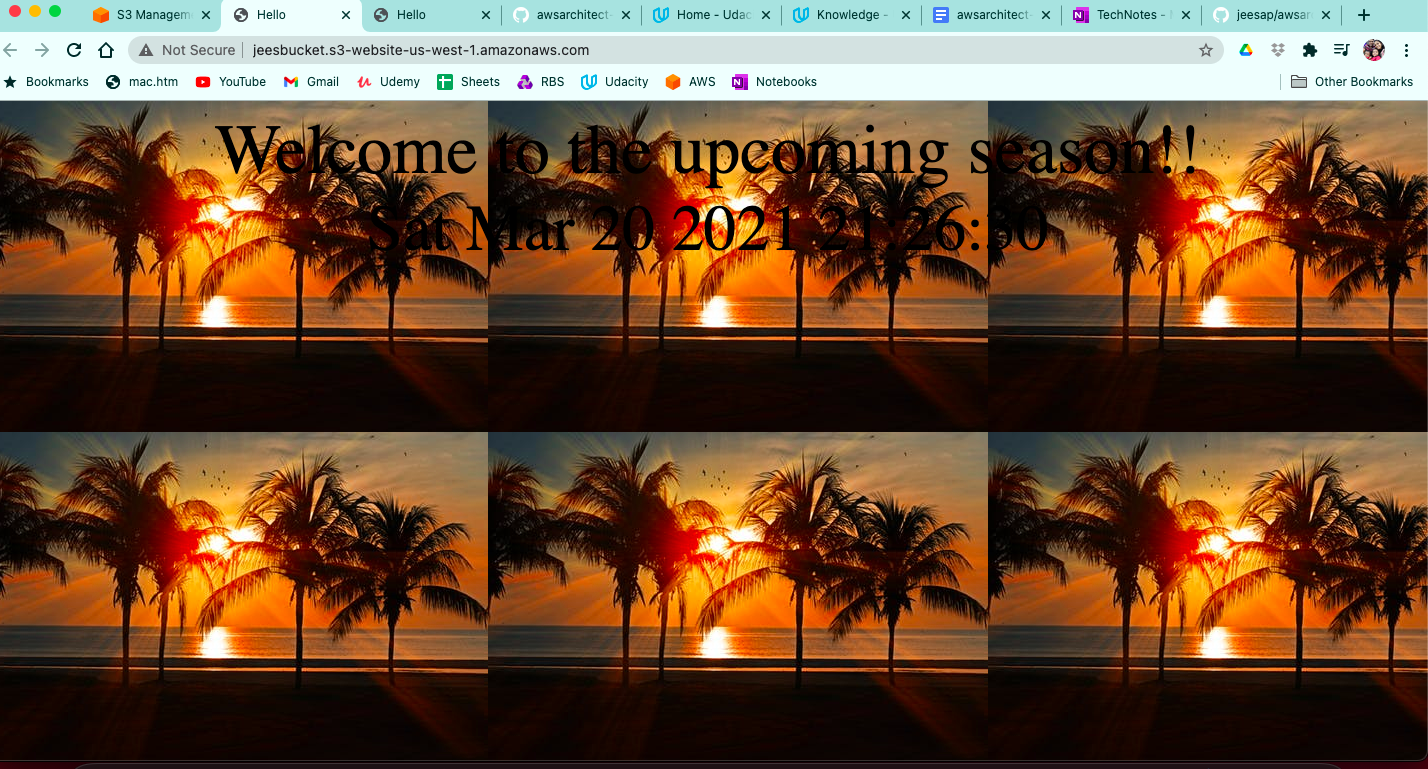 S3 Managem
Hello
Hello
awsarchitect-
Home - Udac
Knowledge -
awsarchitect-
TechNotes -
jeesap/awsar
Not Secure
jeesbucket.s3-website-us-west-1.amazonaws.com
Bookmarks
mac.htm
YouTube
Gmail
Udemy
Sheets
RBS
Udacity
AWS
Notebooks
Other Bookmarks
Welcome to the upcoming season!!
Sat Mar 20 2021 21:26:30